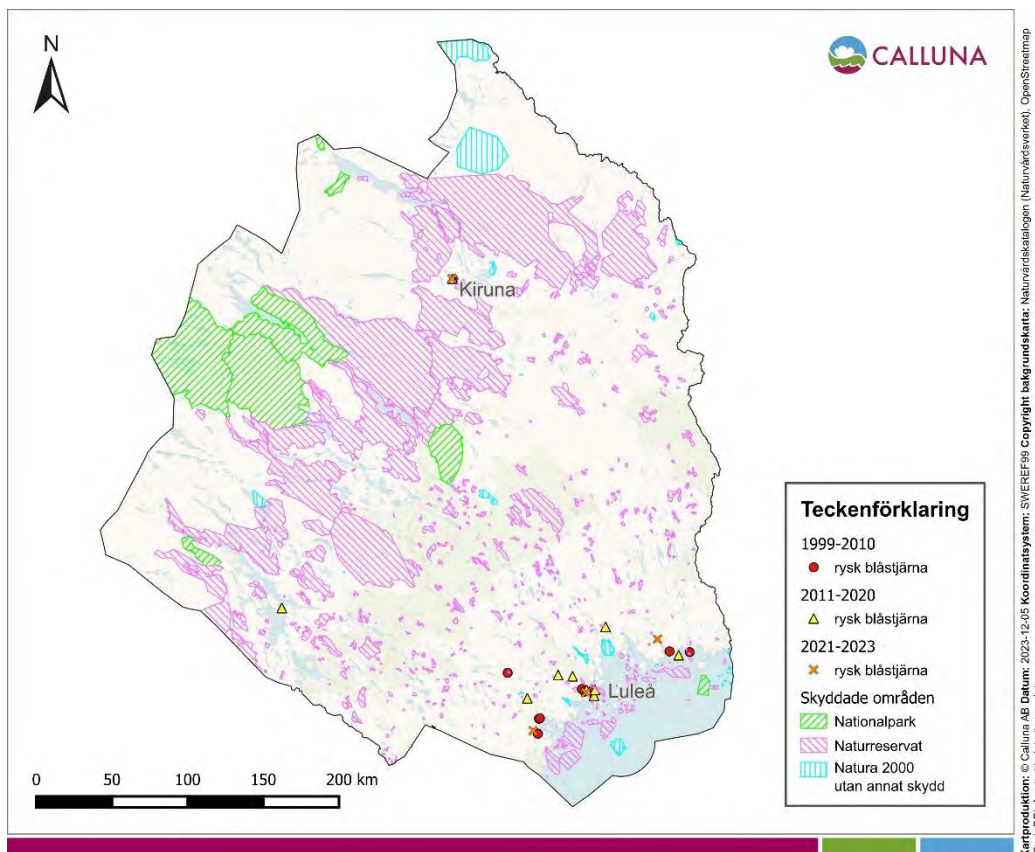 N
CALLUNA
Kiruna
Luleå
Teckenförklaring
1999-2010
rysk blåstjärna
2011-2020
rysk blåstjärna
2021-2023
rysk blåstjärna
Skyddade områden
Nationalpark
Naturreservat
Natura 2000
utan annat skydd
0 50 100 150 200 km
Kartproduktion: © Calluna AB Datum: 2023-12-05 Koordinatsystem: SWEREF99 Copyright bakgrundskarta: Naturvårdskatalogen (Naturvårdsverket), OpenStreetmap